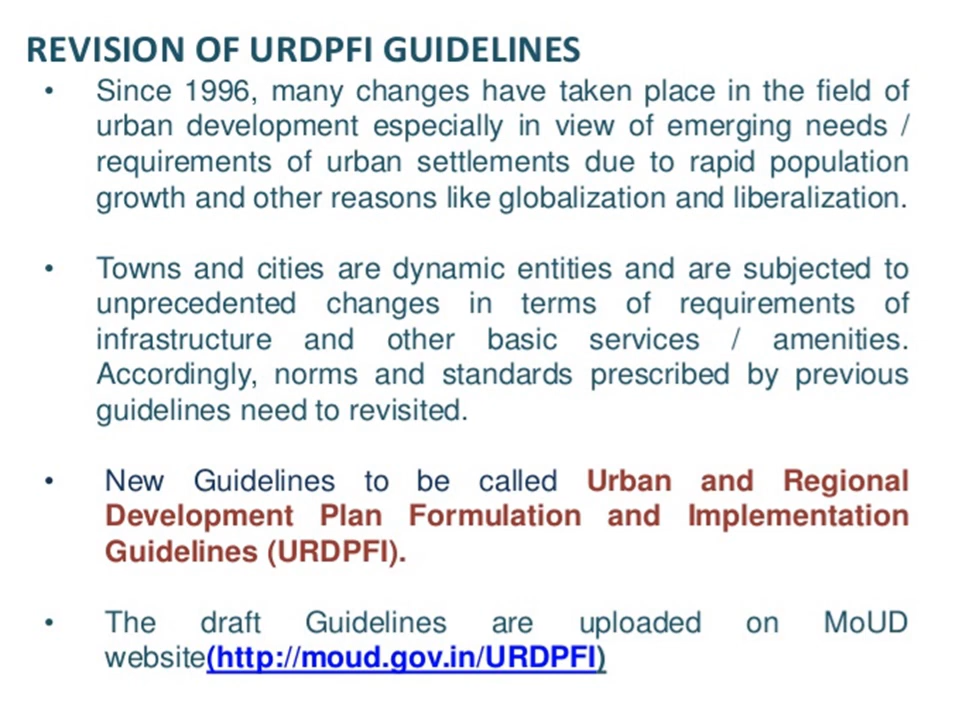 REVISION OF URDPFI GUIDELINES
• Since 1996, many changes have taken place in the field of
urban development especially in view of emerging needs /
requirements of urban settlements due to rapid population
growth and other reasons like globalization and liberalization.
• Towns and cities are dynamic entities and are subjected to
unprecedented changes in terms of requirements of
infrastructure and other basic services / amenities.
Accordingly, norms and standards prescribed by previous
guidelines need to revisited.
• New Guidelines to be called Urban and Regional
Development Plan Formulation and Implementation
Guidelines (URDPFI).
• The draft Guidelines are uploaded on MoUD
website(http://moud.gov.in/URDPFI)